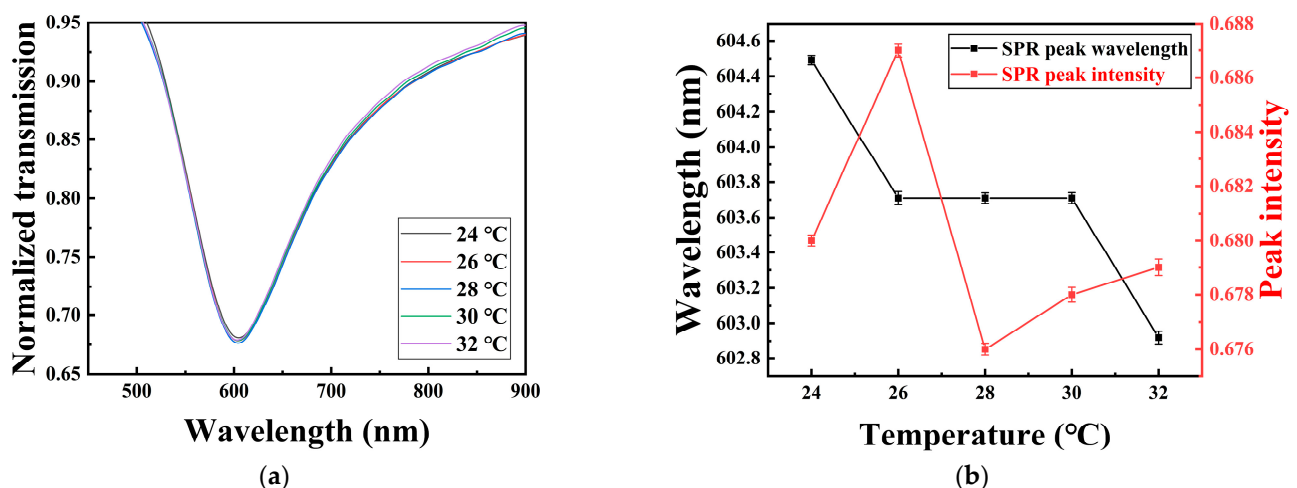 Normalized transmission
0.95
0.90
0.85
0.80
0.75
0.70
0.65
500
600
700
800
900
Wavelength (nm)
24 °C
26 °C
28 °C
30 °C
32 °C
(a)
Wavelength (nm)
604.6
604.4
604.2
604.0
603.8
603.6
603.4
603.2
603.0
602.8
24
26
28
30
32
Temperature (°C)
SPR peak wavelength
SPR peak intensity
0.688
0.686
0.684
0.682
0.680
0.678
0.676
Peak intensity
(b)